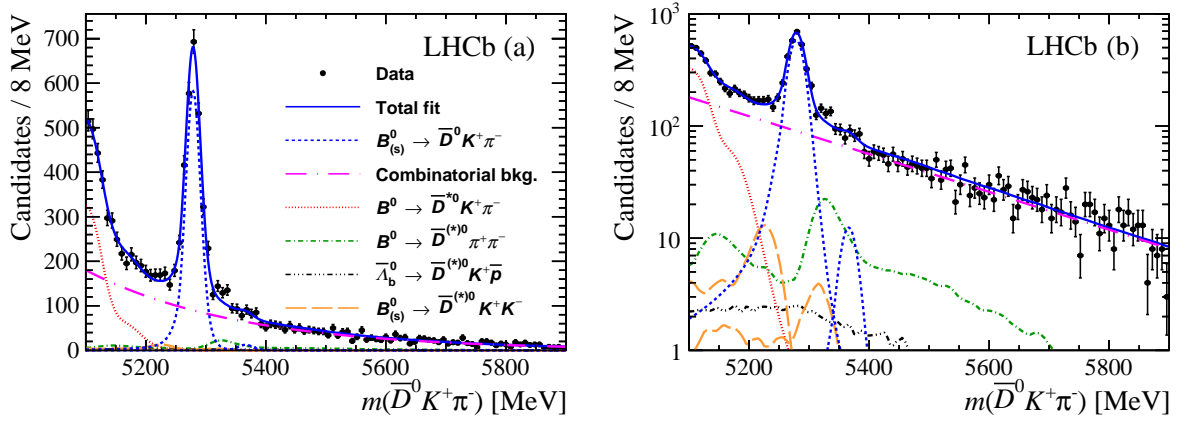 LHCb (a)
Candidates / 8 MeV
700
600
500
400
300
200
100
0
5200 5400 5600 5800
m(D̅⁰K⁺π⁻) [MeV]
Data
Total fit
B⁰₍ₛ₎ → D̅⁰K⁺π⁻
Combinatorial bkg.
B⁰ → D̅*⁰K⁺π⁻
B⁰ → D̅⁽*⁾⁰π⁺π⁻
Λ̅⁰_b → D̅⁽*⁾⁰K⁺p̅
B⁰₍ₛ₎ → D̅⁽*⁾⁰K⁺K⁻
LHCb (b)
Candidates / 8 MeV
10³
10²
10
1
5200 5400 5600 5800
m(D̅⁰K⁺π⁻) [MeV]